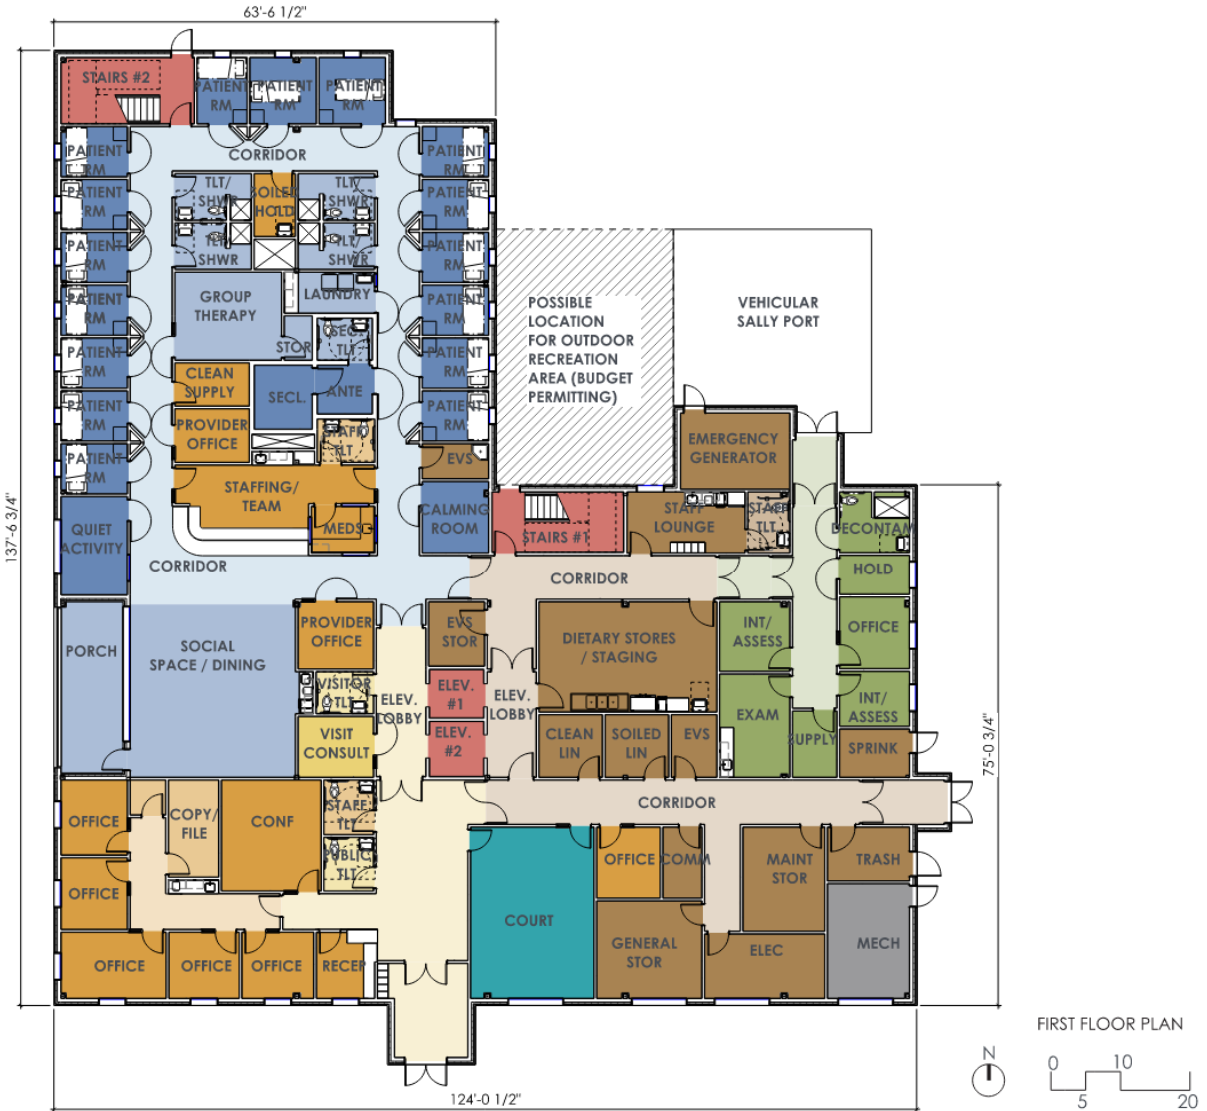 63'-6 1/2"
STAIRS #2
PATIENT
RM
PATIENT
RM
PATIENT
RM
CORRIDOR
PATIENT
RM
PATIENT
RM
PATIENT
RM
PATIENT
RM
PATIENT
RM
PATIENT
RM
PATIENT
RM
TLT/
SHWR
SOILED
HOLD
TLT/
SHWR
TLT/
SHWR
TLT/
SHWR
PATIENT
RM
PATIENT
RM
PATIENT
RM
PATIENT
RM
PATIENT
RM
PATIENT
RM
GROUP
THERAPY
LAUNDRY
STOR
SEC.
TLT
CLEAN
SUPPLY
SECL.
ANTE
PROVIDER
OFFICE
STAFF
TLT
EVS
STAFFING/
TEAM
MEDS
CALMING
ROOM
QUIET
ACTIVITY
CORRIDOR
POSSIBLE
LOCATION
FOR OUTDOOR
RECREATION
AREA (BUDGET
PERMITTING)
VEHICULAR
SALLY PORT
EMERGENCY
GENERATOR
STAIRS #1
STAFF
LOUNGE
STAFF
TLT
DECONTAM
HOLD
CORRIDOR
137'-6 3/4"
PORCH
SOCIAL
SPACE / DINING
PROVIDER
OFFICE
VISITOR
TLT
VISIT
CONSULT
ELEV.
LOBBY
EVS
STOR
ELEV.
#1
ELEV.
#2
ELEV.
LOBBY
DIETARY STORES
/ STAGING
INT/
ASSESS
OFFICE
EXAM
INT/
ASSESS
SUPPLY
SPRINK
CLEAN
LIN
SOILED
LIN
EVS
75'-0 3/4"
CORRIDOR
OFFICE
COPY/
FILE
CONF
STAFF
TLT
PUBLIC
TLT
OFFICE
OFFICE
OFFICE
OFFICE
RECEP
COURT
OFFICE
COMM
MAINT
STOR
TRASH
GENERAL
STOR
ELEC
MECH
124'-0 1/2"
FIRST FLOOR PLAN
N
0
10
5
20